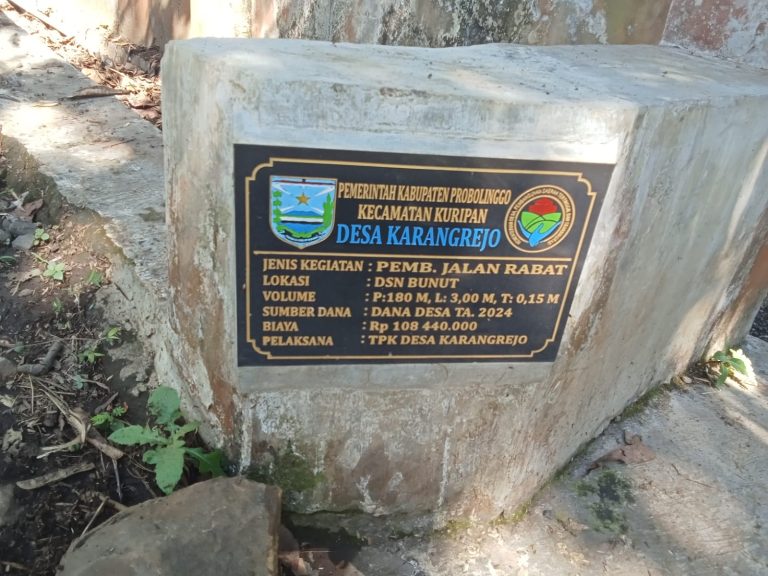 PEMERINTAH KABUPATEN PROBOLINGGO
KECAMATAN KURIPAN
DESA KARANGREJO
JENIS KEGIATAN : PEMB. JALAN RABAT
LOKASI : DSN BUNUT
VOLUME : P:180 M, L: 3,00 M, T: 0,15 M
SUMBER DANA : DANA DESA TA. 2024
BIAYA : Rp 108 440.000
PELAKSANA : TPK DESA KARANGREJO